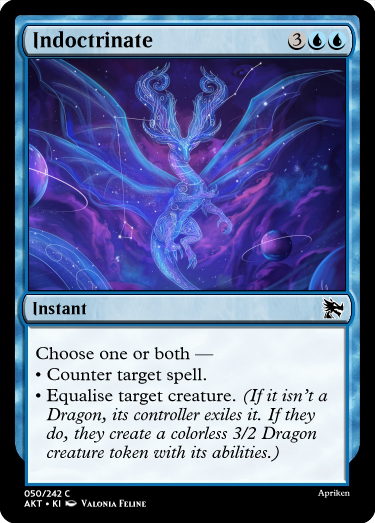 Indoctrinate 3
Instant
Choose one or both —
• Counter target spell.
• Equalise target creature. (If it isn't a
Dragon, its controller exiles it. If they
do, they create a colorless 3/2 Dragon
creature token with its abilities.)
050/242 C
AKT • KI Valonia Feline
Apriken